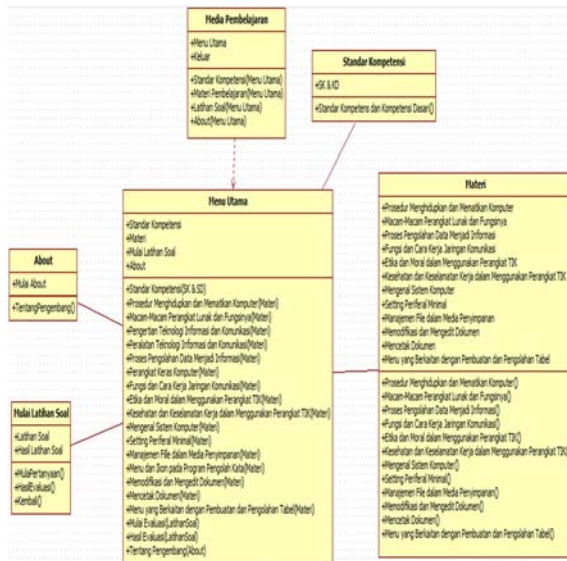 Media Pembelajaran
+Menu Utama
+Keluar
+Standar Kompetensi(Menu Utama)
+Materi Pembelajaran(Menu Utama)
+Latihan Soal(Menu Utama)
+About(Menu Utama)
Standar Kompetensi
+SK & KD
+Standar Kompetens dan Kompetensi Dasar()
Menu Utama
+Standar Kompetensi
+Materi
+Mulai Latihan Soal
+About
+Standar Kompetensi(SK & SD)
+Prosedur Menghidupkan dan Mematikan Komputer(Materi)
+Macam-Macam Perangkat Lunak dan Fungsinya(Materi)
+Pengertian Teknologi Informasi dan Komunikasi(Materi)
+Peralatan Teknologi Informasi dan Komunikasi(Materi)
+Proses Pengolahan Data Menjadi Informasi(Materi)
+Perangkat Keras Komputer(Materi)
+Fungsi dan Cara Kerja Jaringan Komunikasi(Materi)
+Etika dan Moral dalam Menggunakan Perangkat TIK(Materi)
+Kesehatan dan Keselamatan Kerja dalam Menggunakan Perangkat TIK(Materi)
+Mengenal Sistem Komputer(Materi)
+Setting Periferal Minimal(Materi)
+Manajemen File dalam Media Penyimpanan(Materi)
+Menu dan Ikon pada Program Pengolah Kata(Materi)
+Memodifikasi dan Mengedit Dokumen(Materi)
+Mencetak Dokumen(Materi)
+Menu yang Berkaitan dengan Pembuatan dan Pengolahan Tabel(Materi)
+Mulai Evaluasi(LatihanSoal)
+Hasil Evaluasi(LatihanSoal)
+Tentang Pengembang(About)
About
+Mulai About
+TentangPengembang()
Mulai Latihan Soal
+Latihan Soal
+Hasil Latihan Soal
+MulaiPertanyaan()
+HasilEvaluasi()
+Kembali()
Materi
+Prosedur Menghidupkan dan Mematikan Komputer
+Macam-Macam Perangkat Lunak dan Fungsinya
+Proses Pengolahan Data Menjadi Informasi
+Fungsi dan Cara Kerja Jaringan Komunikasi
+Etika dan Moral dalam Menggunakan Perangkat TIK
+Kesehatan dan Keselamatan Kerja dalam Menggunakan Perangkat TIK
+Mengenal Sistem Komputer
+Setting Periferal Minimal
+Manajemen File dalam Media Penyimpanan
+Memodifikasi dan Mengedit Dokumen
+Mencetak Dokumen
+Menu yang Berkaitan dengan Pembuatan dan Pengolahan Tabel
+Prosedur Menghidupkan dan Mematikan Komputer()
+Macam-Macam Perangkat Lunak dan Fungsinya()
+Proses Pengolahan Data Menjadi Informasi()
+Fungsi dan Cara Kerja Jaringan Komunikasi()
+Etika dan Moral dalam Menggunakan Perangkat TIK()
+Kesehatan dan Keselamatan Kerja dalam Menggunakan Perangkat TIK()
+Mengenal Sistem Komputer()
+Setting Periferal Minimal()
+Manajemen File dalam Media Penyimpanan()
+Memodifikasi dan Mengedit Dokumen()
+Mencetak Dokumen()
+Menu yang Berkaitan dengan Pembuatan dan Pengolahan Tabel()